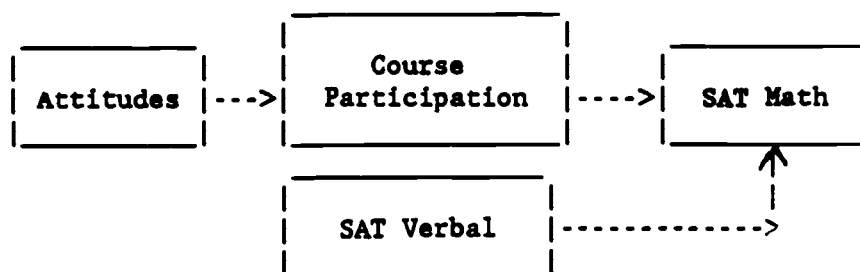 Attitudes
Course
Participation
SAT Math
SAT Verbal